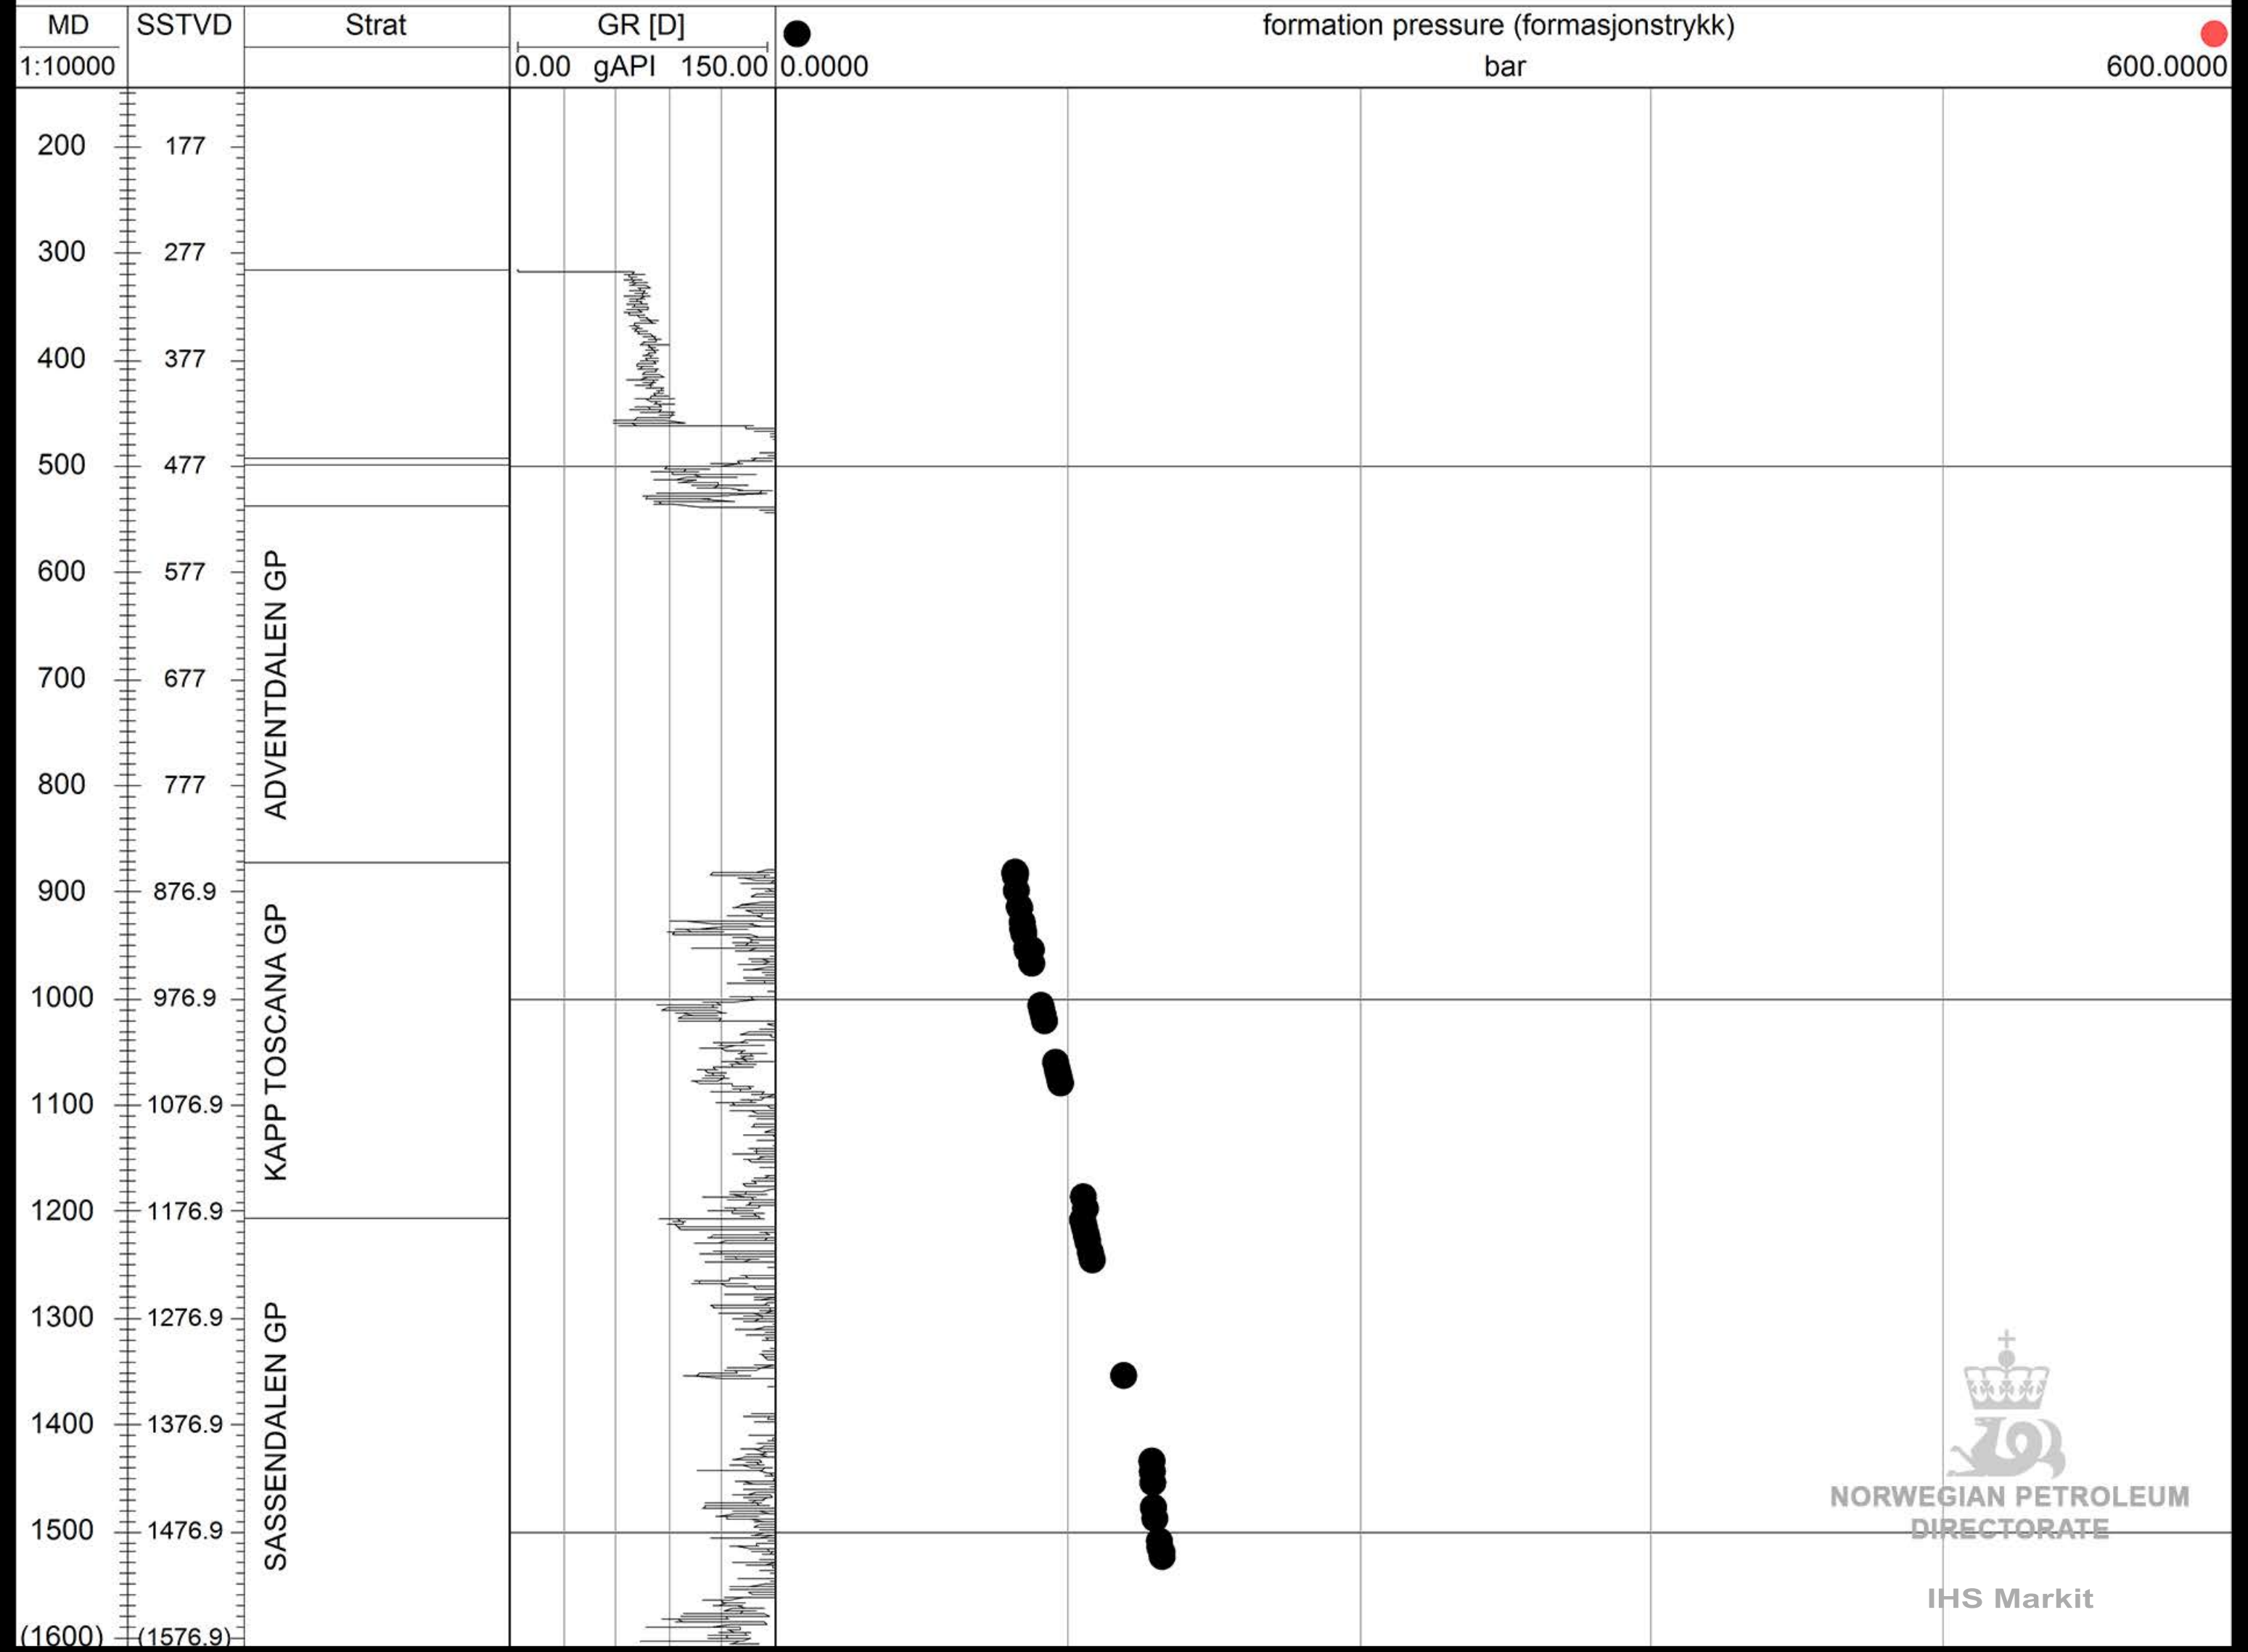 MD SSTVD Strat GR [D] formation pressure (formasjonstrykk)
1:10000 0.00 gAPI 150.00 0.0000 bar 600.0000
200 177
300 277
400 377
500 477
600 577
700 677
800 777
900 876.9
1000 976.9
1100 1076.9
1200 1176.9
1300 1276.9
1400 1376.9
1500 1476.9
(1600) (1576.9)
ADVENTDALEN GP
KAPP TOSCANA GP
SASSENDALEN GP
NORWEGIAN PETROLEUM
DIRECTORATE
IHS Markit